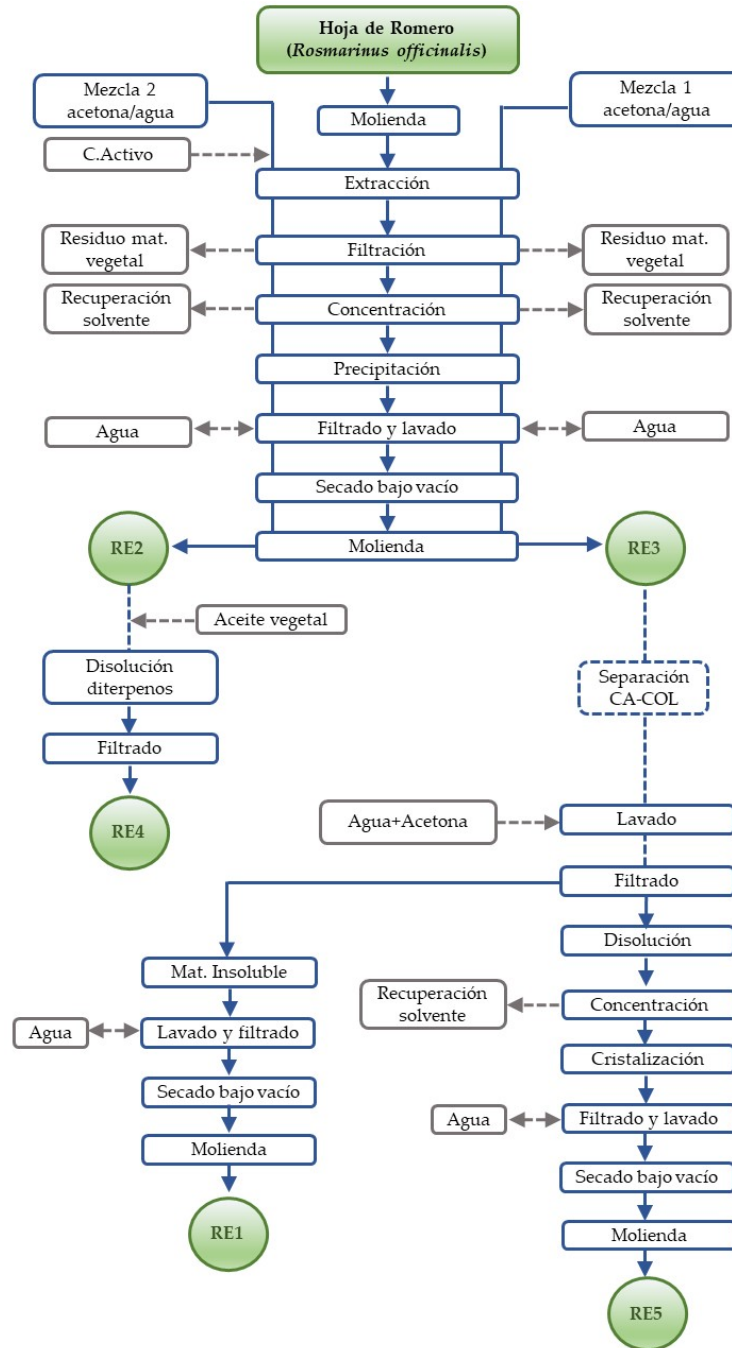 Hoja de Romero
(Rosmarinus officinalis)
Mezcla 2
acetona/agua
Mezcla 1
acetona/agua
Molienda
C.Activo
Extracción
Residuo mat.
vegetal
Filtración
Residuo mat.
vegetal
Recuperación
solvente
Concentración
Recuperación
solvente
Precipitación
Agua
Filtrado y lavado
Agua
Secado bajo vacío
RE2
Molienda
RE3
Aceite vegetal
Disolución
diterpenos
Separación
CA-COL
Filtrado
RE4
Agua+Acetona
Lavado
Filtrado
Disolución
Mat. Insoluble
Recuperación
solvente
Concentración
Agua
Lavado y filtrado
Cristalización
Secado bajo vacío
Agua
Filtrado y lavado
Molienda
Secado bajo vacío
RE1
Molienda
RE5